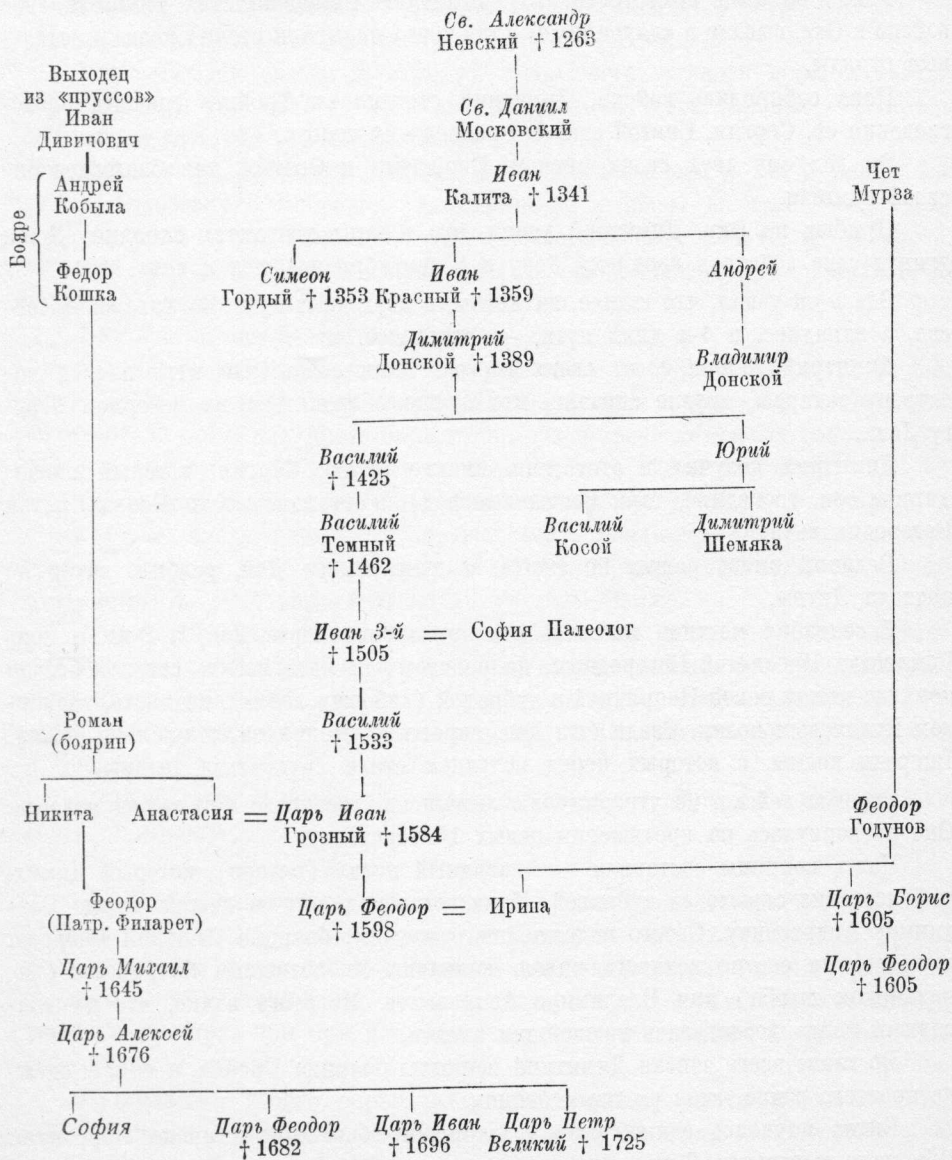 Св. Александр
Невский † 1263
Выходец
из «пруссов»
Иван
Дивичович
Св. Даниил
Московский
Бояре
Андрей
Кобыла
Иван
Калита † 1341
Чет
Мурза
Федор
Кошка
Симеон
Гордый † 1353
Иван
Красный † 1359
Андрей
Димитрий
Донской † 1389
Владимир
Донской
Василий
† 1425
Юрий
Василий
Темный
† 1462
Василий
Косой
Димитрий
Шемяка
Иван 3-й = София Палеолог
† 1505
Роман
(боярин)
Василий
† 1533
Никита
Анастасия = Царь Иван
Грозный † 1584
Феодор
Годунов
Феодор
(Патр. Филарет)
Царь Феодор = Ирина
† 1598
Царь Борис
† 1605
Царь Михаил
† 1645
Царь Феодор
† 1605
Царь Алексей
† 1676
София
Царь Феодор
† 1682
Царь Иван
† 1696
Царь Петр
Великий † 1725